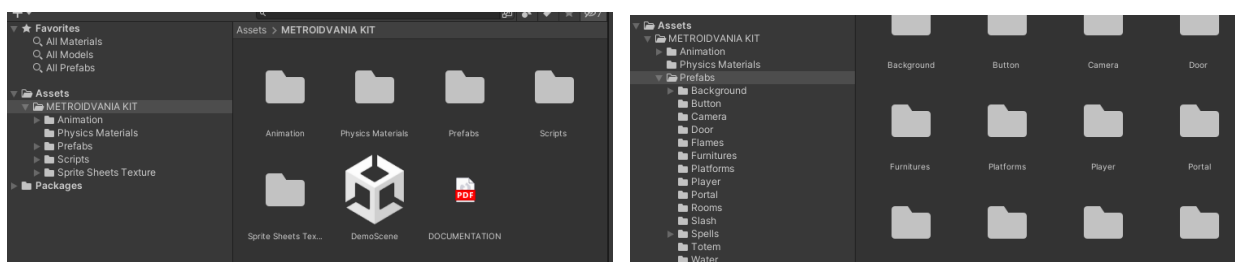 Favorites
All Materials
All Models
All Prefabs
Assets
METROIDVANIA KIT
Animation
Physics Materials
Prefabs
Scripts
Sprite Sheets Texture
Packages
Assets > METROIDVANIA KIT
Animation Physics Materials Prefabs Scripts
PDF
Sprite Sheets Tex... DemoScene DOCUMENTATION
Assets
METROIDVANIA KIT
Animation
Physics Materials
Prefabs
Background
Button
Camera
Door
Flames
Furnitures
Platforms
Player
Portal
Rooms
Slash
Spells
Totem
Water
Background Button Camera Door
Furnitures Platforms Player Portal